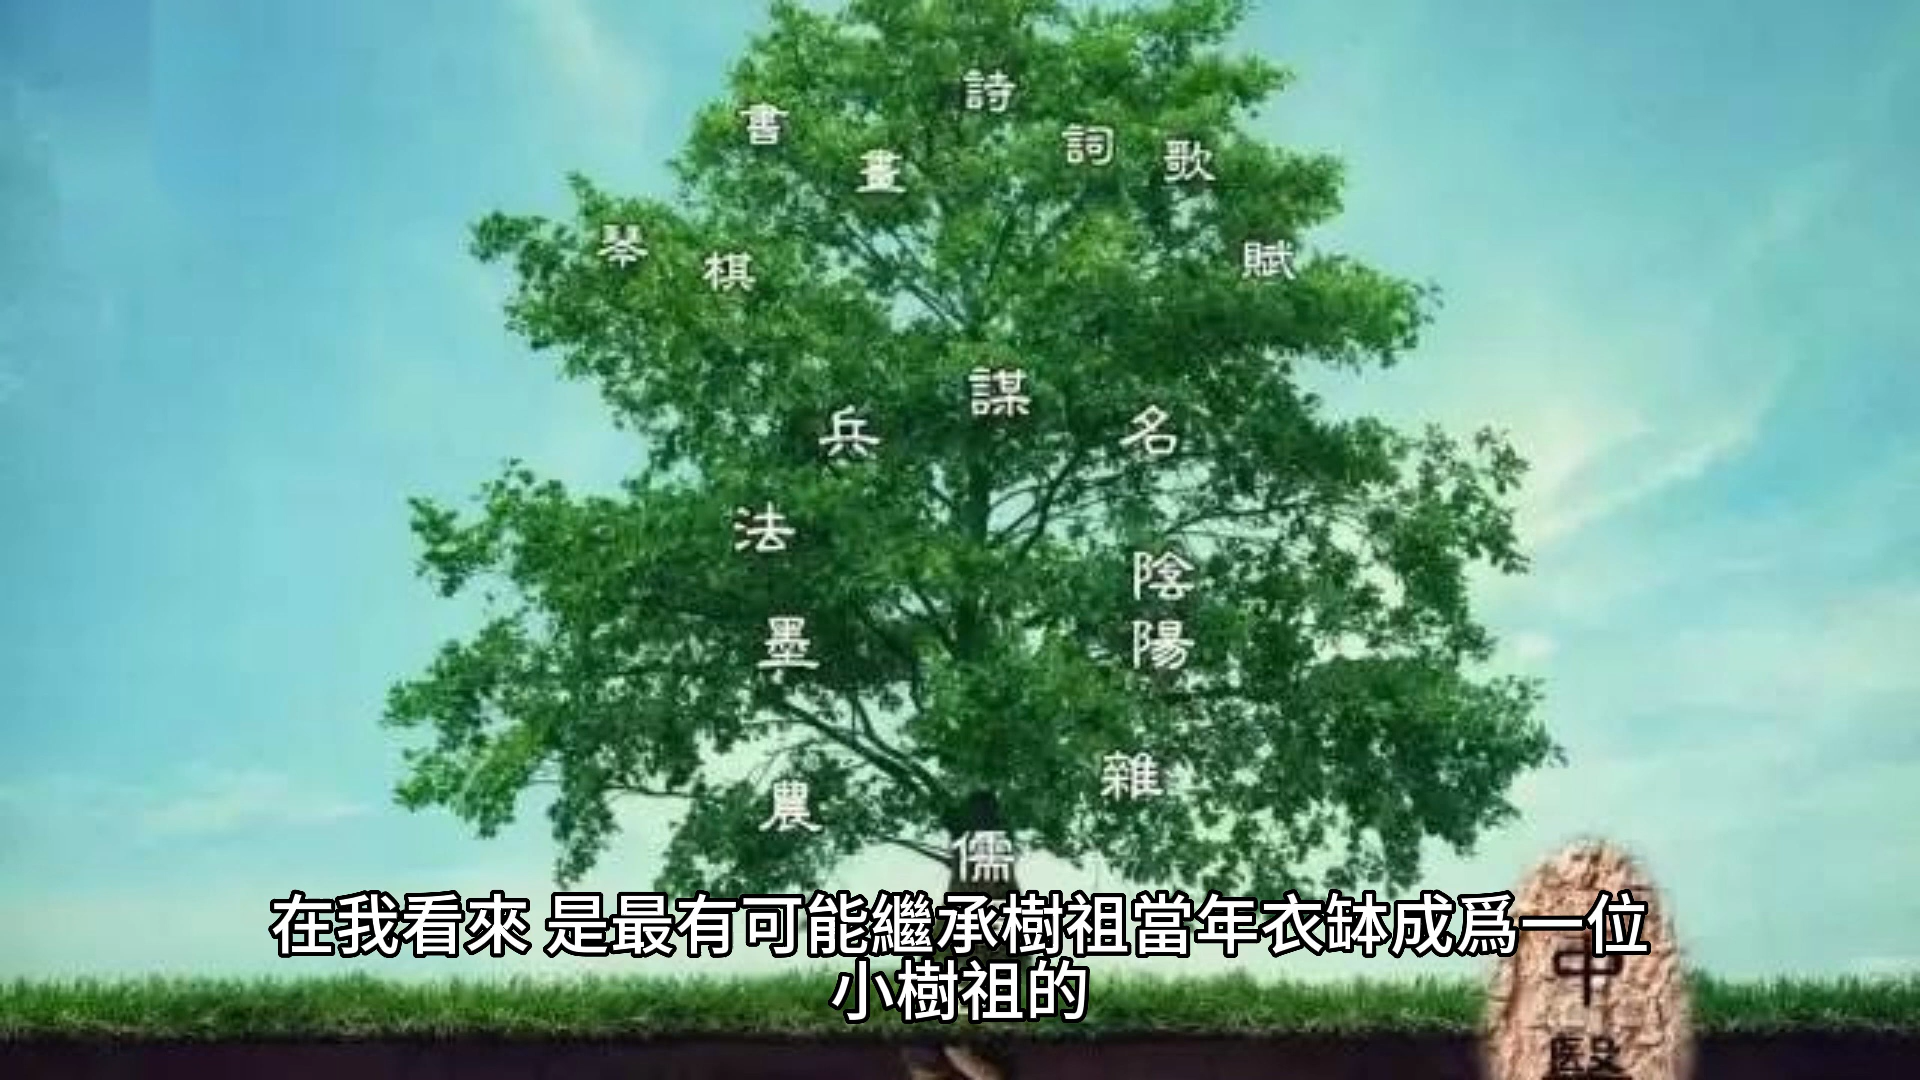 詩
書
詞
歌
畫
琴
棋
賦
謀
兵
名
法
陰
陽
墨
雜
農
儒
在我看來 是最有可能繼承樹祖當年衣缽成爲一位
小樹祖的
中
醫